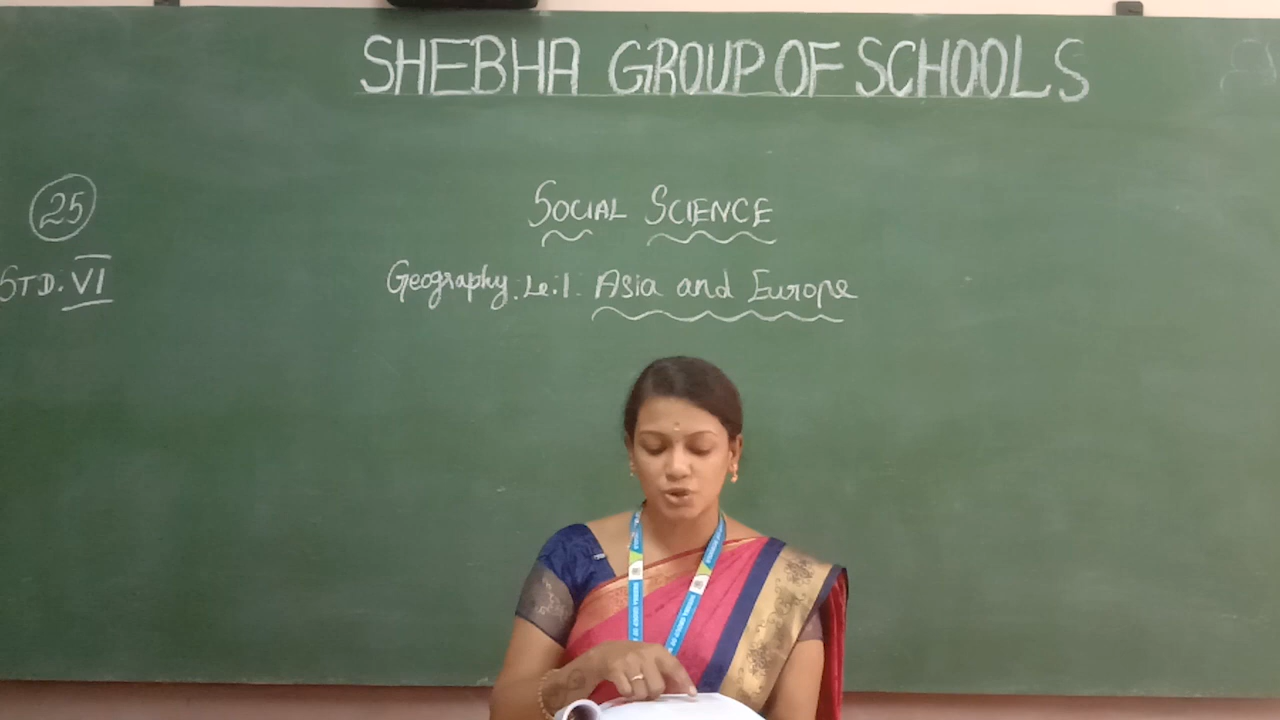 SHEBHA GROUP OF SCHOOLS
25
STD. VI
SOCIAL SCIENCE
Geography. Le:1. Asia and Europe